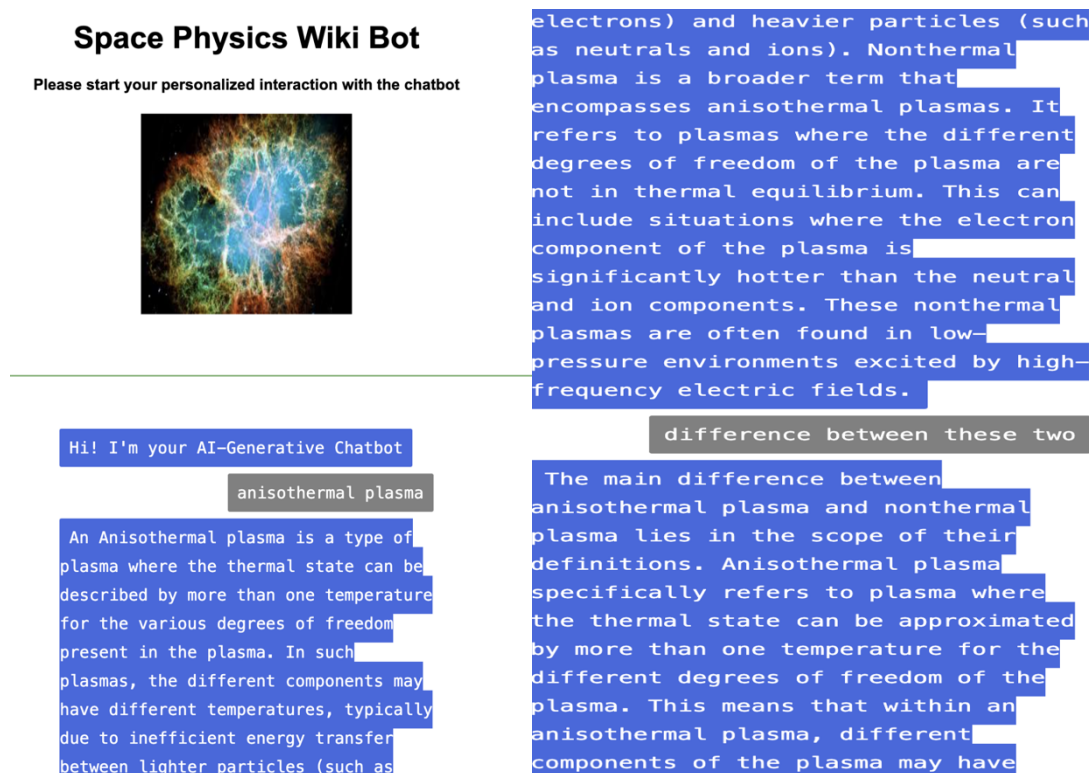 Space Physics Wiki Bot
Please start your personalized interaction with the chatbot
Hi! I'm your AI-Generative Chatbot
anisothermal plasma
An Anisothermal plasma is a type of
plasma where the thermal state can be
described by more than one temperature
for the various degrees of freedom
present in the plasma. In such
plasmas, the different components may
have different temperatures, typically
due to inefficient energy transfer
between lighter particles (such as
electrons) and heavier particles (such
as neutrals and ions). Nonthermal
plasma is a broader term that
encompasses anisothermal plasmas. It
refers to plasmas where the different
degrees of freedom of the plasma are
not in thermal equilibrium. This can
include situations where the electron
component of the plasma is
significantly hotter than the neutral
and ion components. These nonthermal
plasmas are often found in low-
pressure environments excited by high-
frequency electric fields.
difference between these two
The main difference between
anisothermal plasma and nonthermal
plasma lies in the scope of their
definitions. Anisothermal plasma
specifically refers to plasma where
the thermal state can be approximated
by more than one temperature for the
different degrees of freedom of the
plasma. This means that within an
anisothermal plasma, different
components of the plasma may have